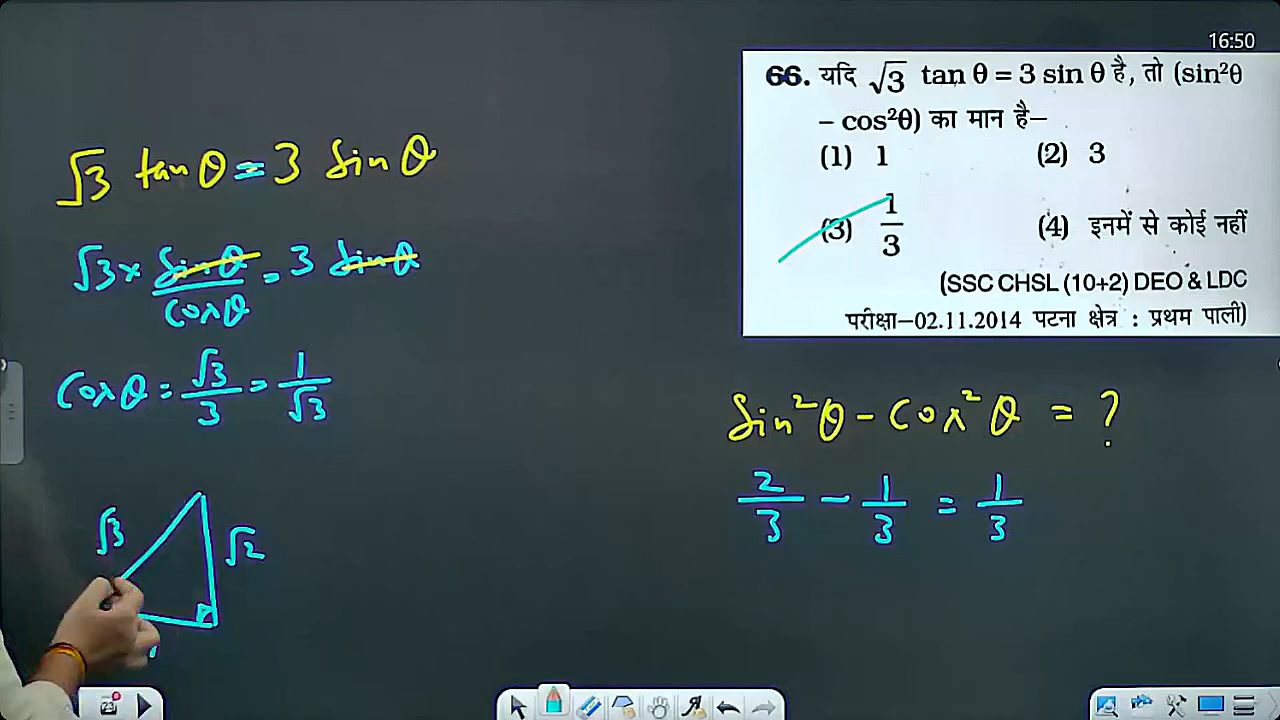 16:50
66. यदि √3 tan θ = 3 sin θ है, तो (sin²θ
– cos²θ) का मान है–
(1) 1 (2) 3
(3) 1/3 (4) इनमें से कोई नहीं
(SSC CHSL (10+2) DEO & LDC
परीक्षा–02.11.2014 पटना क्षेत्र : प्रथम पाली)
√3 tan θ = 3 sin θ
√3 × sin θ / cos θ = 3 sin θ
cos θ = √3/3 = 1/√3
√3 √2
1
sin²θ – cos²θ = ?
2/3 – 1/3 = 1/3
23